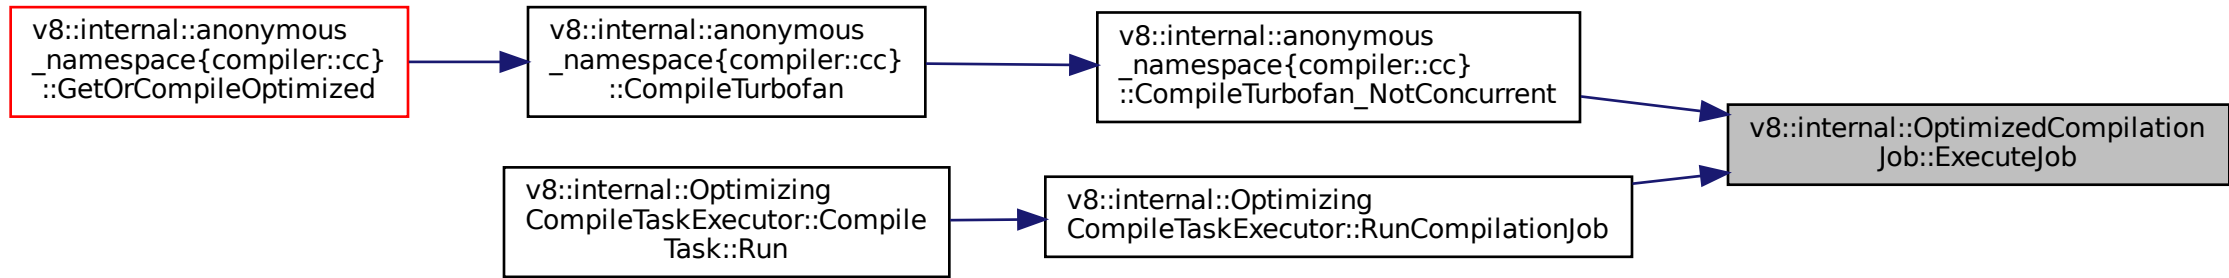 v8::internal::anonymous
_namespace{compiler::cc}
::GetOrCompileOptimized
v8::internal::anonymous
_namespace{compiler::cc}
::CompileTurbofan
v8::internal::anonymous
_namespace{compiler::cc}
::CompileTurbofan_NotConcurrent
v8::internal::OptimizedCompilation
Job::ExecuteJob
v8::internal::Optimizing
CompileTaskExecutor::Compile
Task::Run
v8::internal::Optimizing
CompileTaskExecutor::RunCompilationJob